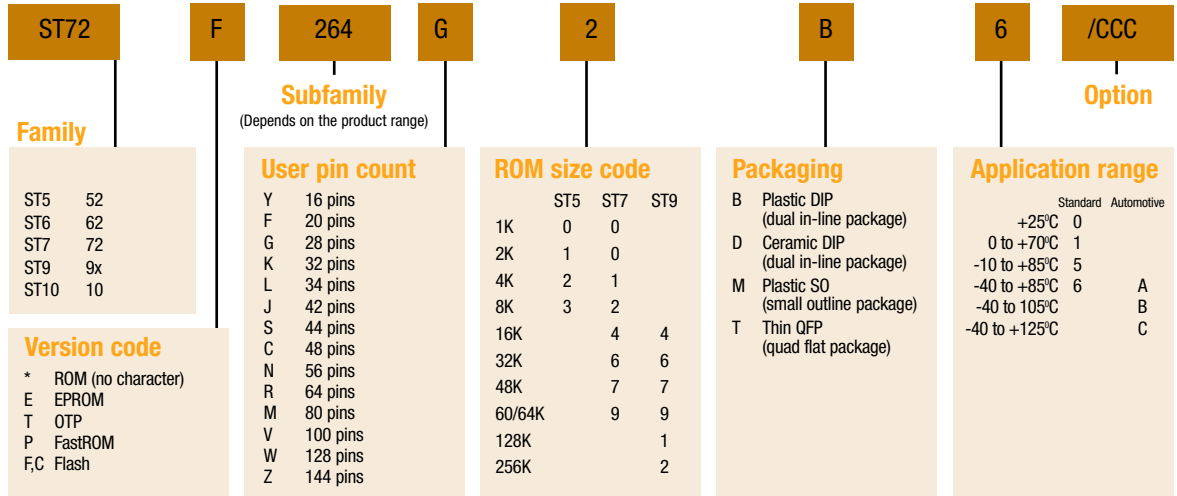 ST72 F 264 G 2 B 6 /CCC
Subfamily
(Depends on the product range)
Option
Family
ST5 52
ST6 62
ST7 72
ST9 9x
ST10 10
Version code
* ROM (no character)
E EPROM
T OTP
P FastROM
F,C Flash
User pin count
Y 16 pins
F 20 pins
G 28 pins
K 32 pins
L 34 pins
J 42 pins
S 44 pins
C 48 pins
N 56 pins
R 64 pins
M 80 pins
V 100 pins
W 128 pins
Z 144 pins
ROM size code
ST5 ST7 ST9
1K 0 0
2K 1 0
4K 2 1
8K 3 2
16K 4 4
32K 6 6
48K 7 7
60/64K 9 9
128K 1
256K 2
Packaging
B Plastic DIP
(dual in-line package)
D Ceramic DIP
(dual in-line package)
M Plastic SO
(small outline package)
T Thin QFP
(quad flat package)
Application range
Standard Automotive
+25⁰C 0
0 to +70⁰C 1
-10 to +85⁰C 5
-40 to +85⁰C 6 A
-40 to 105⁰C B
-40 to +125⁰C C